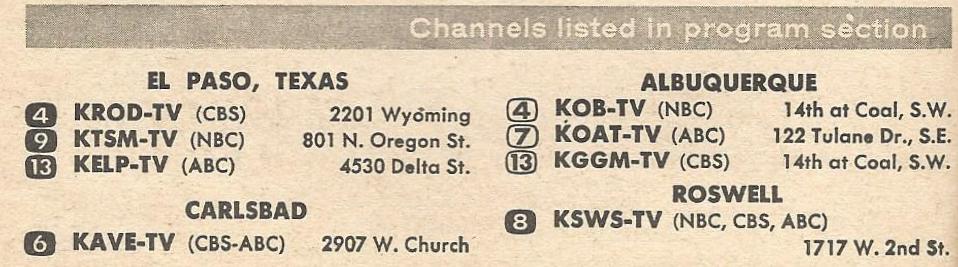 Channels listed in program section
EL PASO, TEXAS
4 KROD-TV (CBS) 2201 Wyoming
9 KTSM-TV (NBC) 801 N. Oregon St.
13 KELP-TV (ABC) 4530 Delta St.
CARLSBAD
6 KAVE-TV (CBS-ABC) 2907 W. Church
ALBUQUERQUE
4 KOB-TV (NBC) 14th at Coal, S.W.
7 KOAT-TV (ABC) 122 Tulane Dr., S.E.
13 KGGM-TV (CBS) 14th at Coal, S.W.
ROSWELL
8 KSWS-TV (NBC, CBS, ABC)
1717 W. 2nd St.